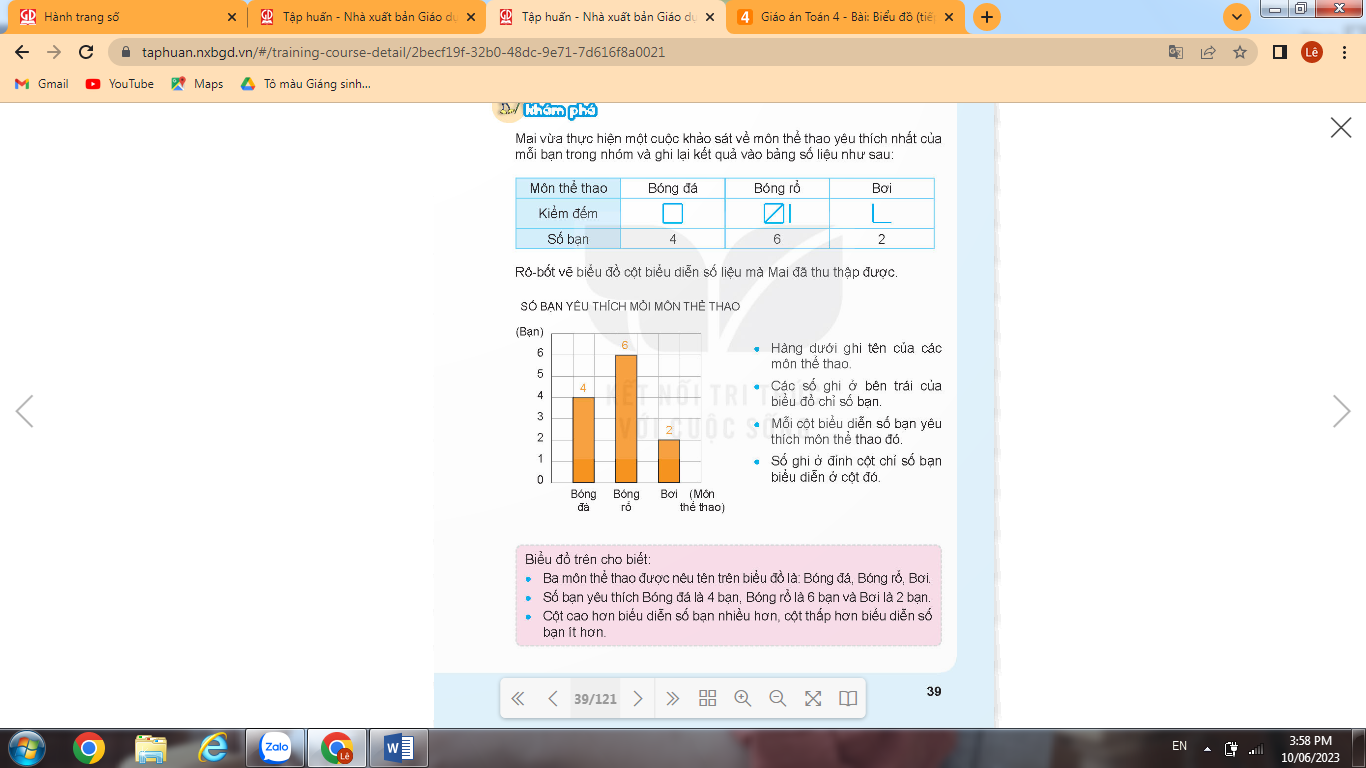 Hành trang số
Tập huấn - Nhà xuất bản Giáo dụ
Tập huấn - Nhà xuất bản Giáo dụ
Giáo án Toán 4 - Bài: Biểu đồ (tiế
taphuan.nxbgd.vn/#/training-course-detail/2becf19f-32b0-48dc-9e71-7d616f8a0021
Lê
Gmail
YouTube
Maps
Tô màu Giáng sinh...
khám phá
Mai vừa thực hiện một cuộc khảo sát về môn thể thao yêu thích nhất của
mỗi bạn trong nhóm và ghi lại kết quả vào bảng số liệu như sau:
Môn thể thao Bóng đá Bóng rổ Bơi
Kiểm đếm
Số bạn 4 6 2
Rô-bốt vẽ biểu đồ cột biểu diễn số liệu mà Mai đã thu thập được.
SỐ BẠN YÊU THÍCH MỖI MÔN THỂ THAO
(Bạn)
6
5
4
3
2
1
0
4
6
2
Bóng đá
Bóng rổ
Bơi
(Môn thể thao)
KẾT NỐI TRI THỨC
VỚI CUỘC SỐNG
• Hàng dưới ghi tên của các
môn thể thao.
• Các số ghi ở bên trái của
biểu đồ chỉ số bạn.
• Mỗi cột biểu diễn số bạn yêu
thích môn thể thao đó.
• Số ghi ở đỉnh cột chỉ số bạn
biểu diễn ở cột đó.
Biểu đồ trên cho biết:
• Ba môn thể thao được nêu tên trên biểu đồ là: Bóng đá, Bóng rổ, Bơi.
• Số bạn yêu thích Bóng đá là 4 bạn, Bóng rổ là 6 bạn và Bơi là 2 bạn.
• Cột cao hơn biểu diễn số bạn nhiều hơn, cột thấp hơn biểu diễn số
bạn ít hơn.
39/121
39
Zalo
Lê
EN
3:58 PM
10/06/2023